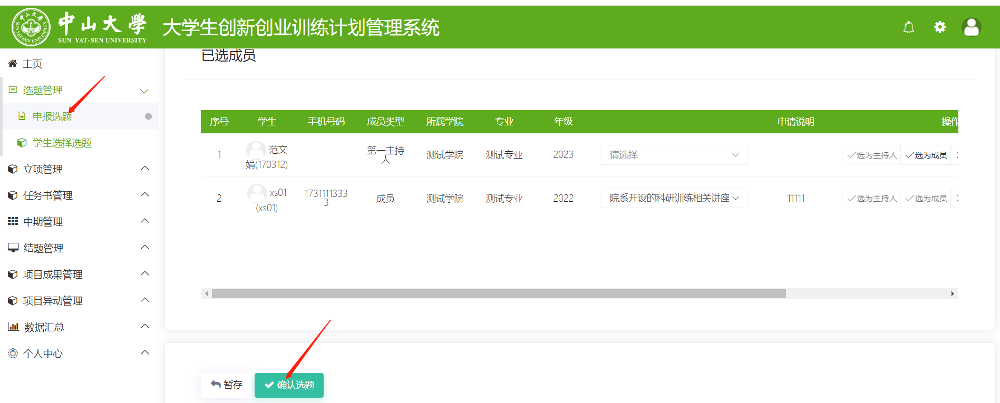 中山大学
SUN YAT-SEN UNIVERSITY
大学生创新创业训练计划管理系统
主页
选题管理
申报选题
学生选择选题
立项管理
任务书管理
中期管理
结题管理
项目成果管理
项目异动管理
数据汇总
个人中心
已选成员
序号 学生 手机号码 成员类型 所属学院 专业 年级 申请说明 操作
1 范文娟(170312) 第一主持人 测试学院 测试专业 2023 请选择 选为主持人 选为成员
2 xs01(xs01) 17311113333 成员 测试学院 测试专业 2022 院系开设的科研训练相关讲座 11111 选为主持人 选为成员
暂存 确认选题